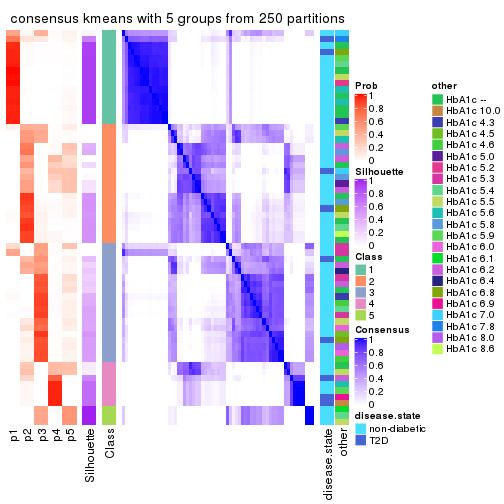 consensus kmeans with 5 groups from 250 partitions
Prob
1
0.8
0.6
0.4
0.2
0
Silhouette
1
0.8
0.6
0.4
0.2
0
Class
1
2
3
4
5
Consensus
1
0.8
0.6
0.4
0.2
0
disease.state
non-diabetic
T2D
other
HbA1c --
HbA1c 10.0
HbA1c 4.3
HbA1c 4.5
HbA1c 4.6
HbA1c 5.0
HbA1c 5.2
HbA1c 5.3
HbA1c 5.4
HbA1c 5.5
HbA1c 5.6
HbA1c 5.8
HbA1c 5.9
HbA1c 6.0
HbA1c 6.1
HbA1c 6.2
HbA1c 6.4
HbA1c 6.8
HbA1c 6.9
HbA1c 7.0
HbA1c 7.8
HbA1c 8.0
HbA1c 8.6
p1
p2
p3
p4
p5
Silhouette
Class
disease.state
other